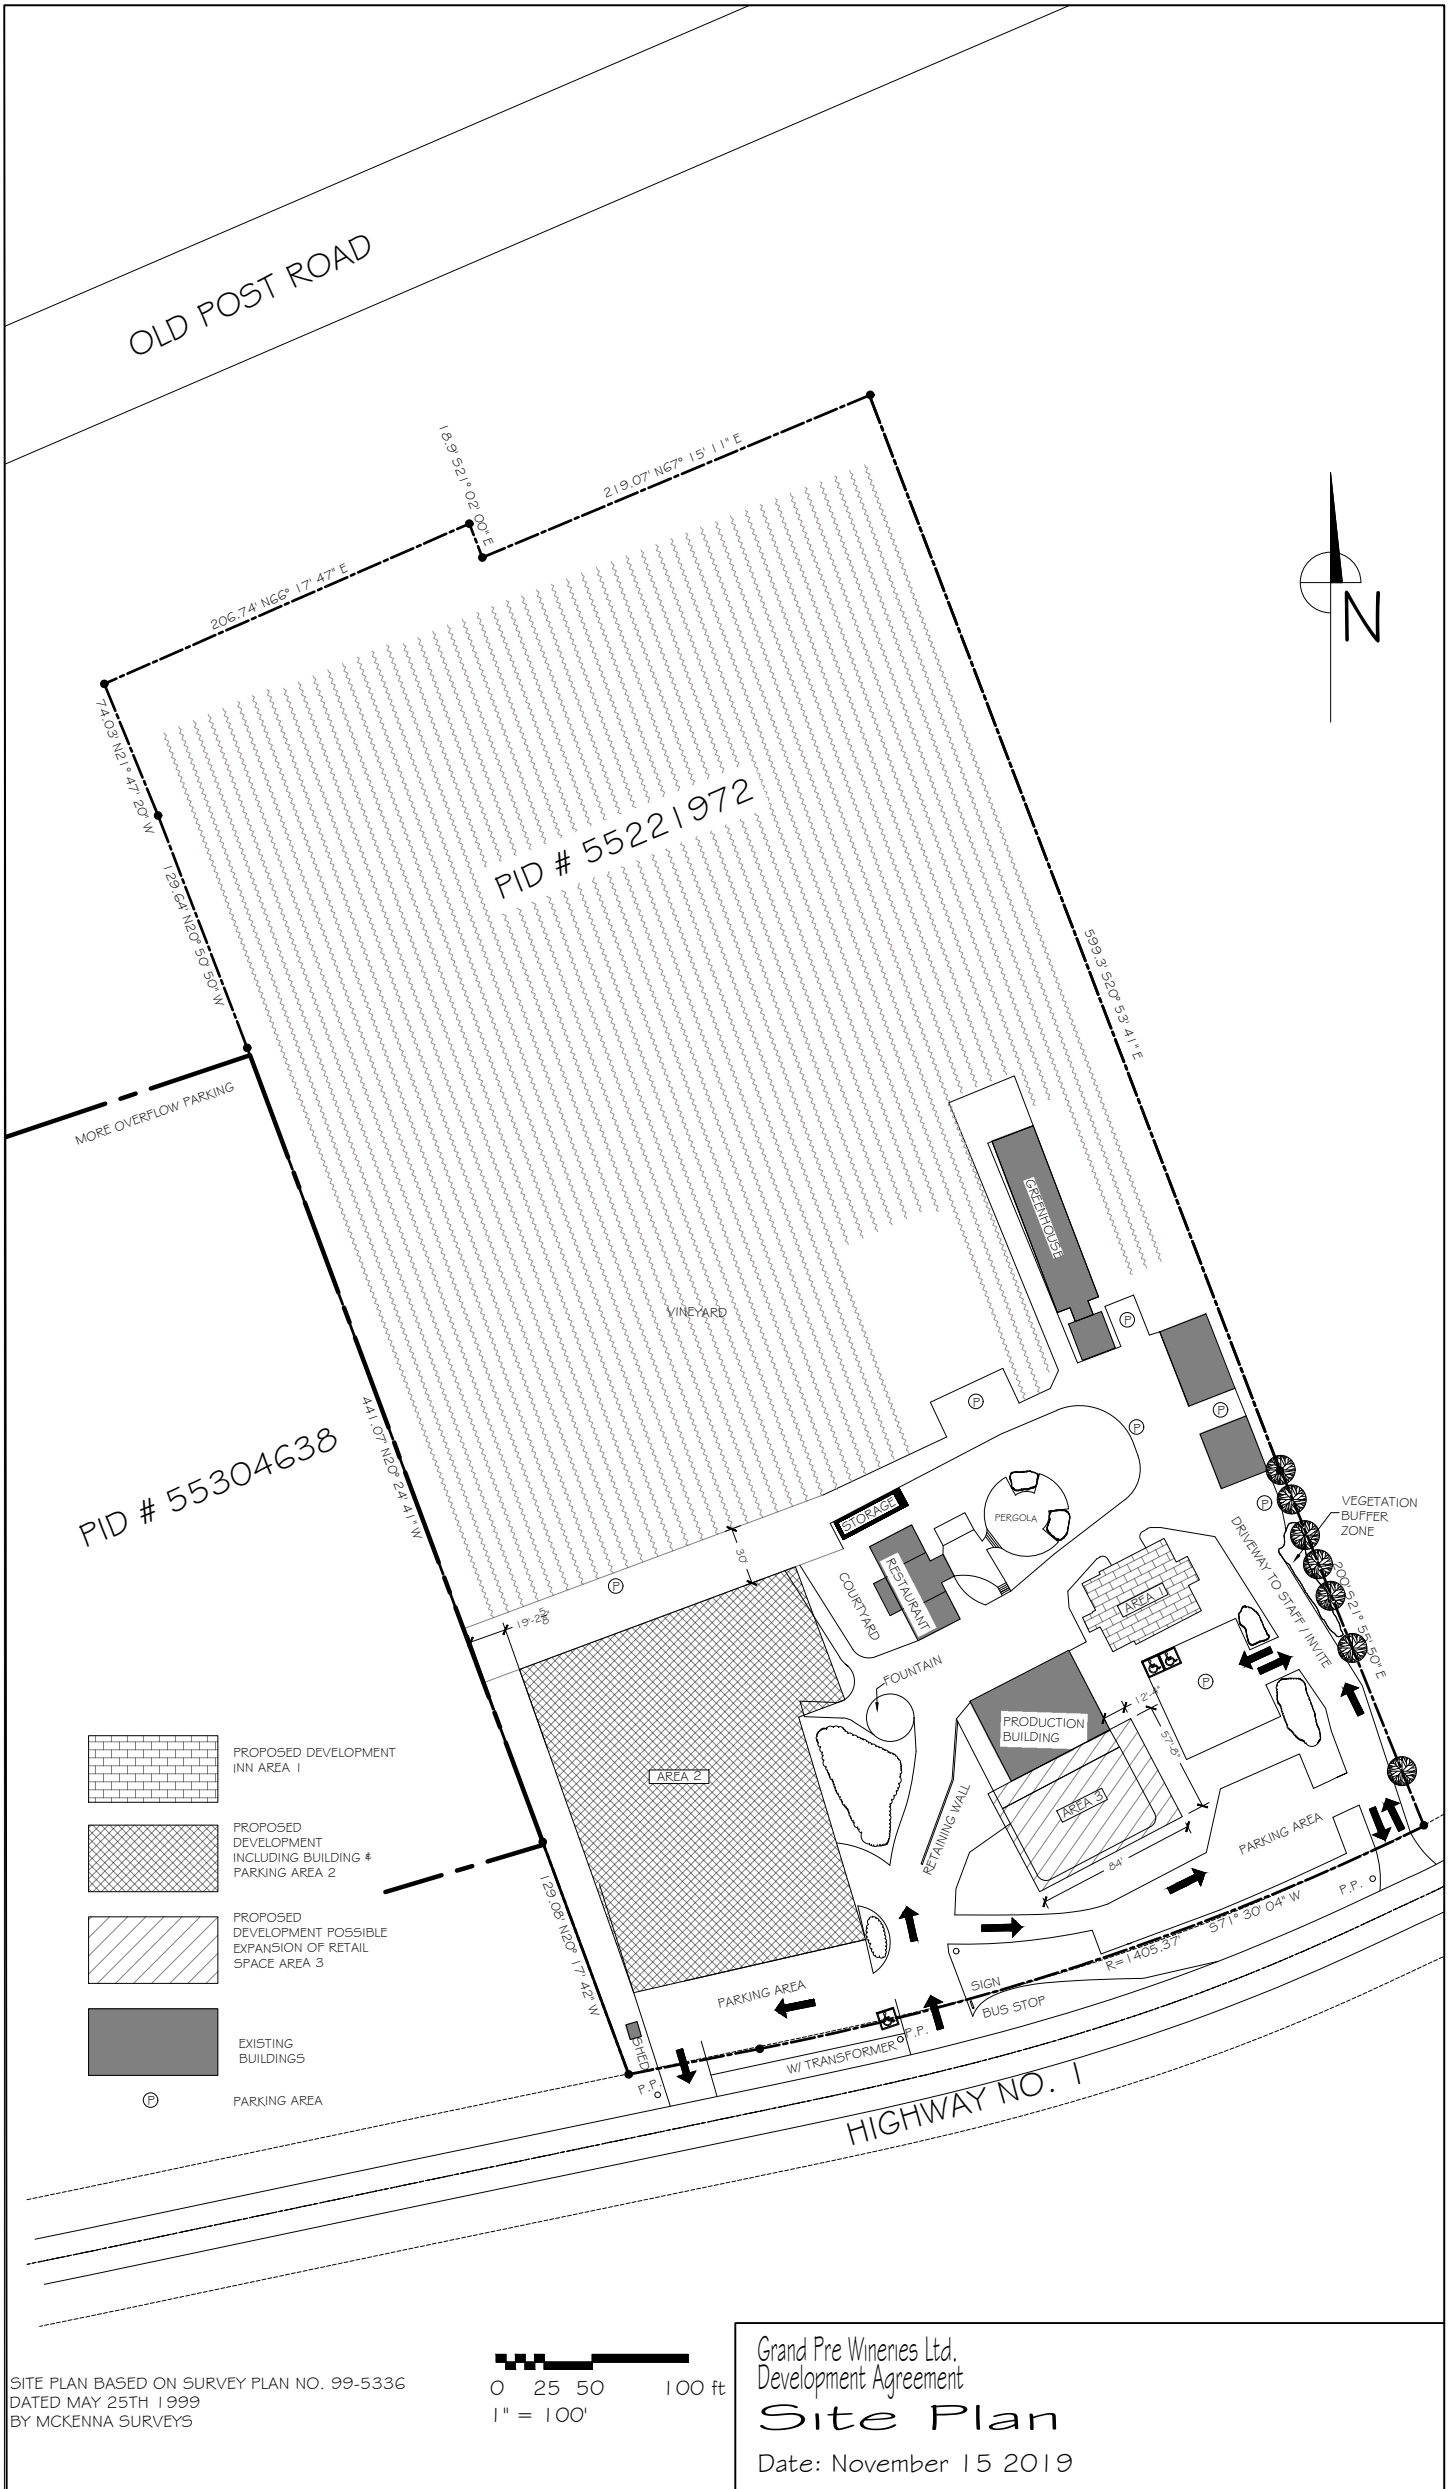 OLD POST ROAD
18.9' S21° 02' 00" E
219.07' N67° 15' 11" E
206.74' N66° 17' 47" E
N
74.03' N21° 47' 20" W
129.64' N20° 50' 50" W
PID # 55221972
599.3' S20° 53' 41" E
MORE OVERFLOW PARKING
GREENHOUSE
VINEYARD
P
P
P
P
441.07' N20° 24' 41" W
PID # 55304638
STORAGE
PERGOLA
P
VEGETATION
BUFFER
ZONE
DRIVEWAY TO STAFF / INVITE
200' S21° 55' 50" E
30'
P
RESTAURANT
COURTYARD
AREA 1
FOUNTAIN
P
12'-4"
57'-8"
PRODUCTION
BUILDING
AREA 2
AREA 3
84'
RETAINING WALL
PARKING AREA
PROPOSED DEVELOPMENT
INN AREA 1
PROPOSED
DEVELOPMENT
INCLUDING BUILDING &
PARKING AREA 2
PROPOSED
DEVELOPMENT POSSIBLE
EXPANSION OF RETAIL
SPACE AREA 3
EXISTING
BUILDINGS
P PARKING AREA
129.08' N20° 17' 42" W
P.P.
R=1405.37' S71° 30' 04" W
SIGN
BUS STOP
PARKING AREA
P.P.
W/ TRANSFORMER
SHED
P.P.
HIGHWAY NO. 1
SITE PLAN BASED ON SURVEY PLAN NO. 99-5336
DATED MAY 25TH 1999
BY MCKENNA SURVEYS
0 25 50 100 ft
1" = 100'
Grand Pre Wineries Ltd.
Development Agreement
Site Plan
Date: November 15 2019